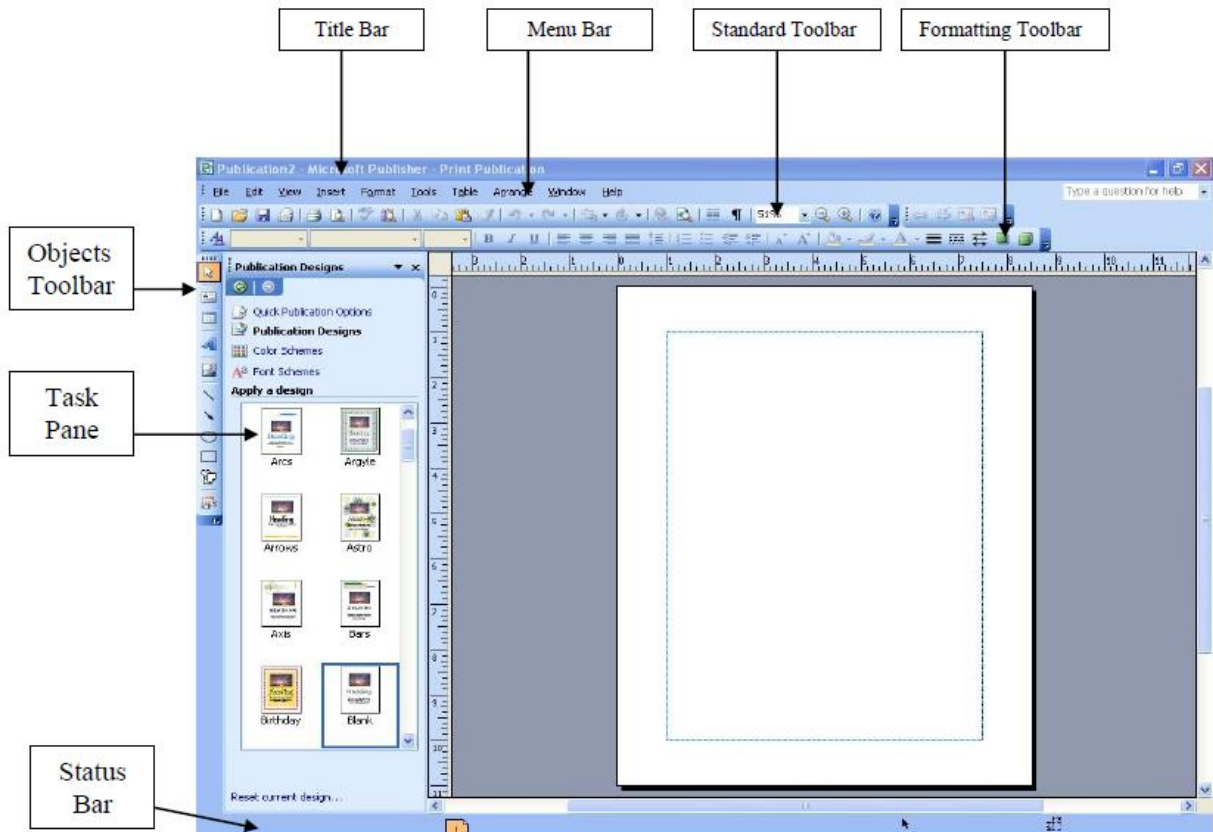 Title Bar
Menu Bar
Standard Toolbar
Formatting Toolbar
Publication2 - Microsoft Publisher - Print Publication
File Edit View Insert Format Tools Table Arrange Window Help
Type a question for help
51%
B I U
Objects
Toolbar
Publication Designs
Quick Publication Options
Publication Designs
Color Schemes
Font Schemes
Apply a design
Task
Pane
Arcs Argyle
Arrows Astro
Axis Bars
Birthday Blank
Reset current design...
Status
Bar
1